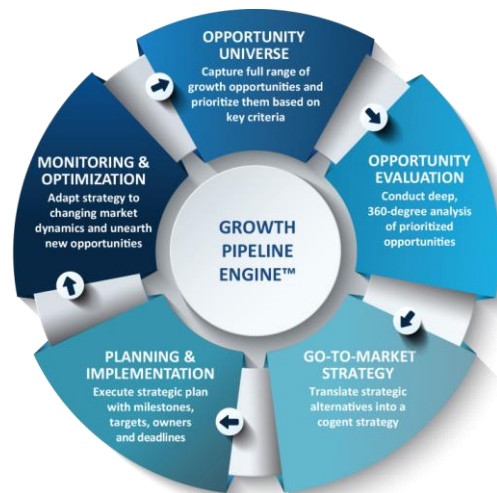 OPPORTUNITY
UNIVERSE
Capture full range of
growth opportunities and
prioritize them based on
key criteria
OPPORTUNITY
EVALUATION
Conduct deep,
360-degree analysis
of prioritized
opportunities
GO-TO-MARKET
STRATEGY
Translate strategic
alternatives into a
cogent strategy
PLANNING &
IMPLEMENTATION
Execute strategic plan
with milestones,
targets, owners
and deadlines
MONITORING &
OPTIMIZATION
Adapt strategy to
changing market
dynamics and unearth
new opportunities
GROWTH
PIPELINE
ENGINE™